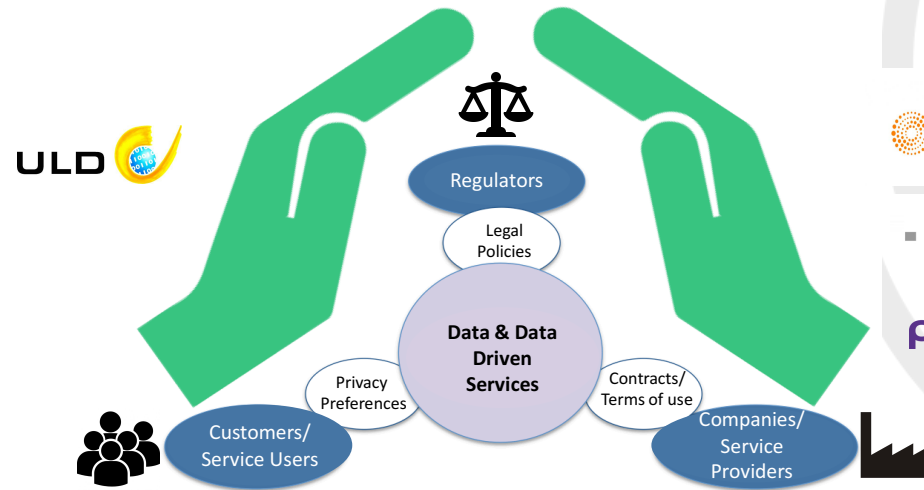 ULD
Regulators
Legal
Policies
Data & Data
Driven
Services
Privacy
Preferences
Contracts/
Terms of use
Customers/
Service Users
Companies/
Service
Providers